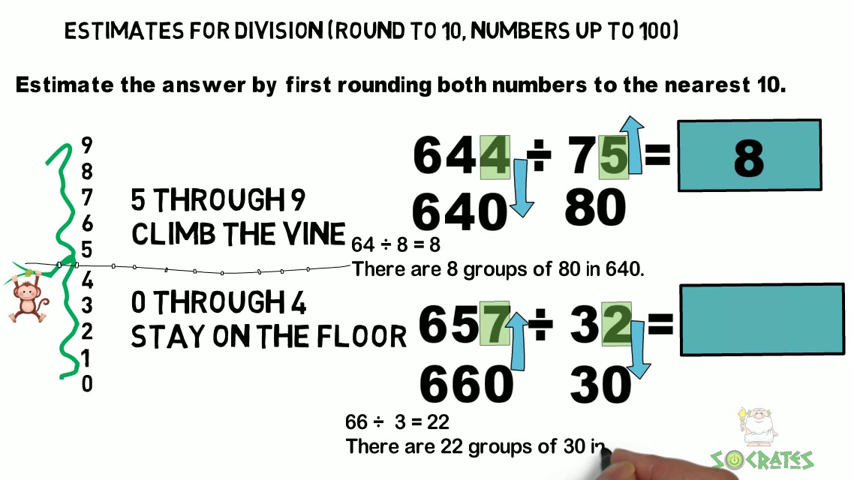 ESTIMATES FOR DIVISION (ROUND TO 10, NUMBERS UP TO 100)
Estimate the answer by first rounding both numbers to the nearest 10.
9
8
7
6
5
4
3
2
1
0
5 THROUGH 9
CLIMB THE VINE
0 THROUGH 4
STAY ON THE FLOOR
644 ÷ 75 = 8
640 80
64 ÷ 8 = 8
There are 8 groups of 80 in 640.
657 ÷ 32 =
660 30
66 ÷ 3 = 22
There are 22 groups of 30 in
SOCRATES